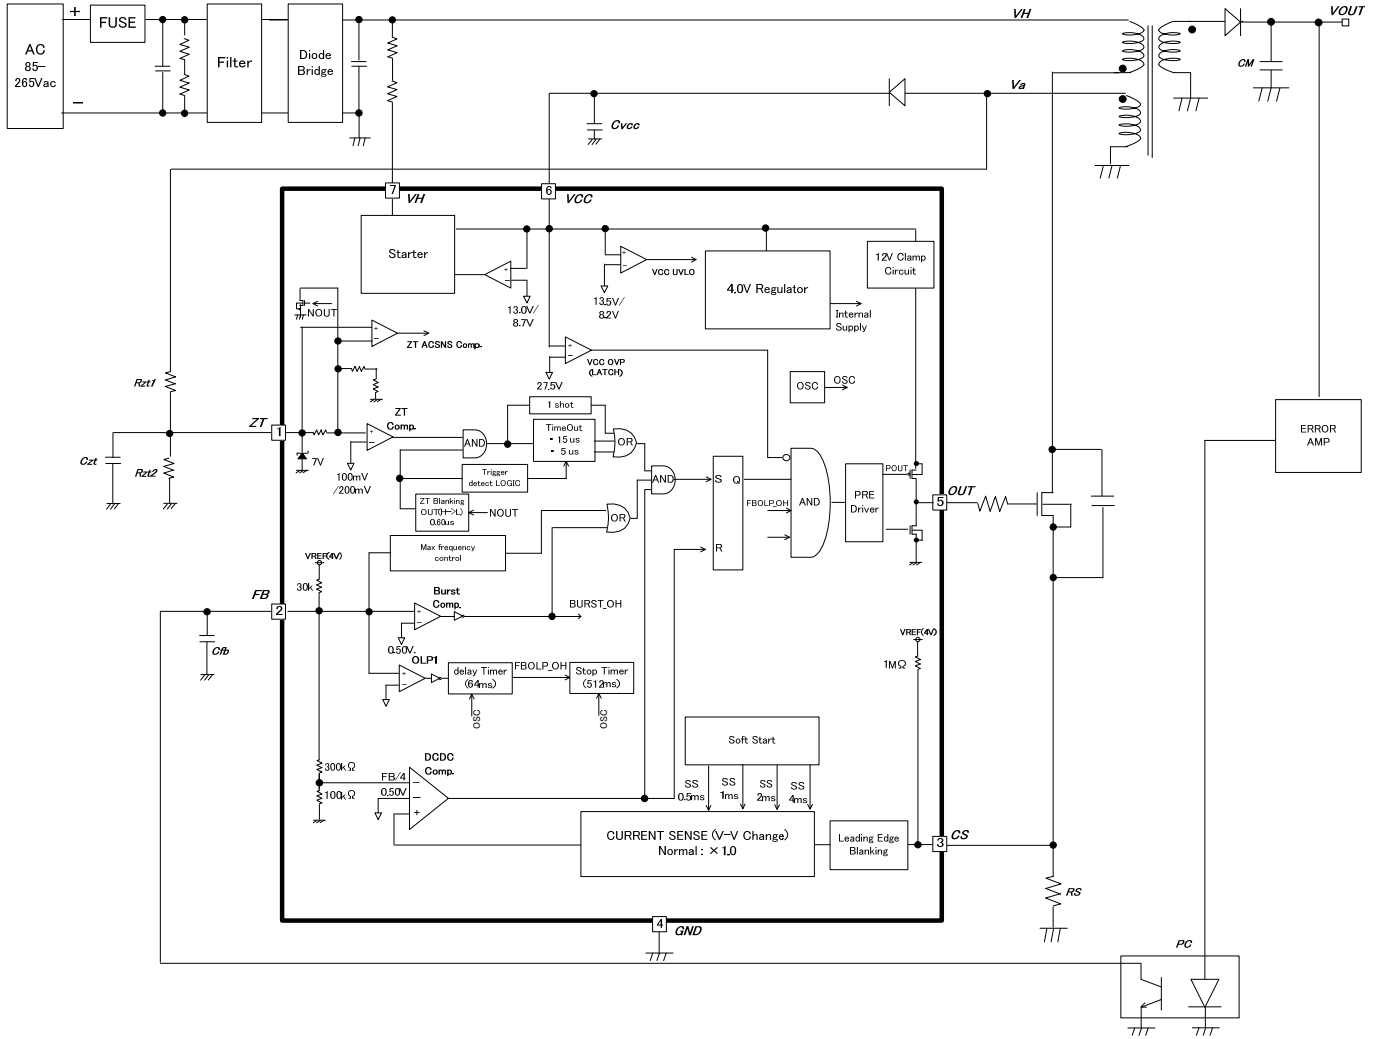 AC
85-
265Vac
+
-
FUSE
Filter
Diode
Bridge
VH
VOUT
CM
Va
Cvcc
7
VH
6
VCC
Starter
13.0V/
8.7V
VCC UVLO
13.5V/
8.2V
4.0V Regulator
Internal
Supply
12V Clamp
Circuit
NOUT
ZT ACSNS Comp.
VCC OVP
(LATCH)
27.5V
OSC
OSC
Rzt1
ZT
1
Czt
Rzt2
7V
ZT
Comp.
100mV
/200mV
AND
1 shot
TimeOut
- 15 us
- 5 us
OR
Trigger
detect LOGIC
ZT Blanking
OUT(H->L)
0.60us
NOUT
AND
OR
S
Q
R
FBOLP_OH
AND
PRE
Driver
POUT
5
OUT
ERROR
AMP
Max frequency
control
VREF(4V)
30k
FB
2
Cfb
Burst
Comp.
0.50V.
BURST_OH
OLP1
delay Timer
(64ms)
FBOLP_OH
Stop Timer
(512ms)
OSC
OSC
VREF(4V)
1MΩ
300kΩ
100kΩ
FB/4
0.50V
DCDC
Comp.
Soft Start
SS
0.5ms
SS
1ms
SS
2ms
SS
4ms
CURRENT SENSE (V-V Change)
Normal : ×1.0
Leading Edge
Blanking
3
CS
RS
4
GND
PC